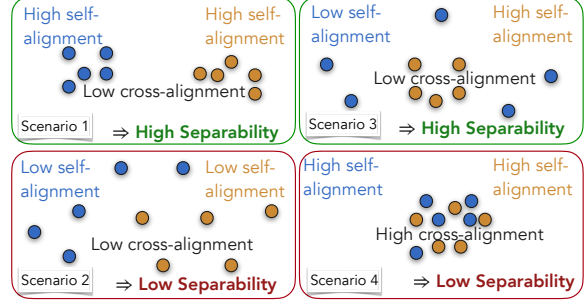 High self-
alignment
High self-
alignment
Low cross-alignment
Scenario 1
⇒ High Separability
Low self-
alignment
High self-
alignment
Low cross-alignment
Scenario 3
⇒ High Separability
Low self-
alignment
Low self-
alignment
Low cross-alignment
Scenario 2
⇒ Low Separability
High self-
alignment
High self-
alignment
High cross-alignment
Scenario 4
⇒ Low Separability